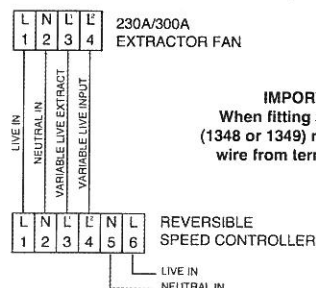 L N L' L²
1 2 3 4
230A/300A
EXTRACTOR FAN
LIVE IN
NEUTRAL IN
VARIABLE LIVE EXTRACT
VARIABLE LIVE INPUT
When fitting
(1348 or 1349)
wire from
L N L' L² N L
1 2 3 4 5 6
REVERSIBLE
SPEED CONTROLLER
LIVE IN
NEUTRAL IN